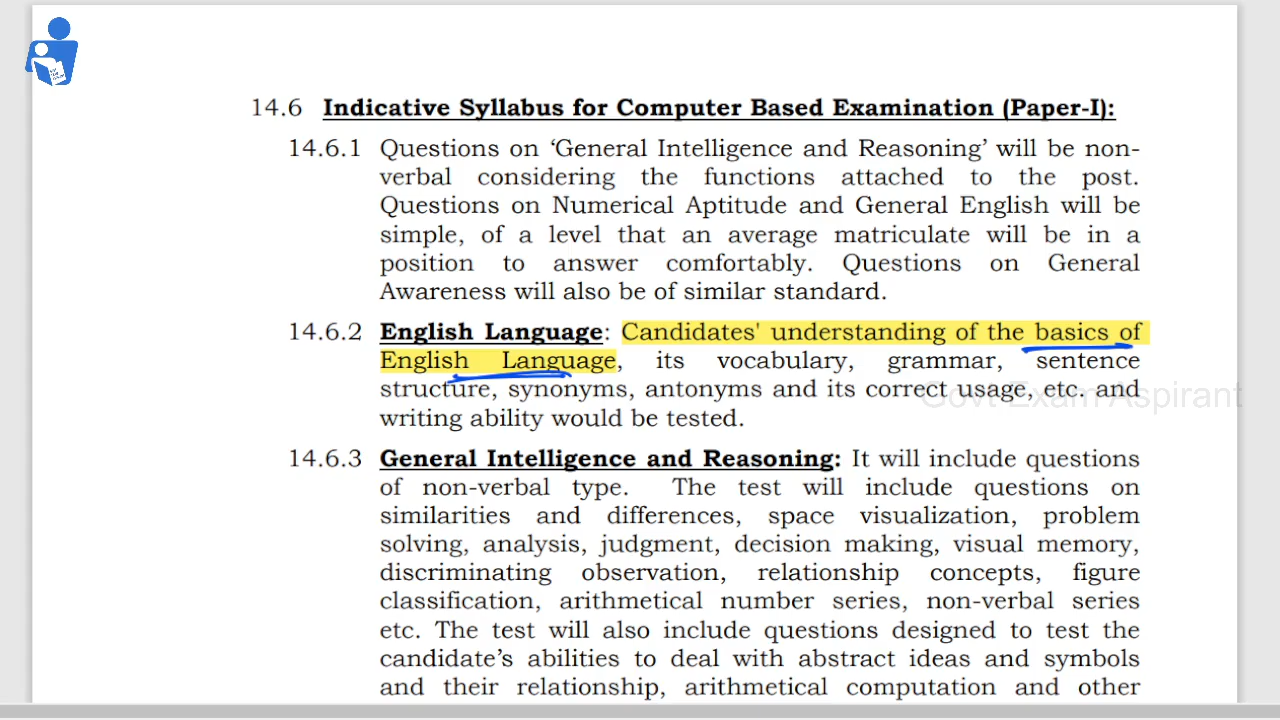 14.6 Indicative Syllabus for Computer Based Examination (Paper-I):
14.6.1 Questions on ‘General Intelligence and Reasoning’ will be non-
verbal considering the functions attached to the post.
Questions on Numerical Aptitude and General English will be
simple, of a level that an average matriculate will be in a
position to answer comfortably. Questions on General
Awareness will also be of similar standard.
14.6.2 English Language: Candidates' understanding of the basics of
English Language, its vocabulary, grammar, sentence
structure, synonyms, antonyms and its correct usage, etc. and
Govt Exam Aspirant
writing ability would be tested.
14.6.3 General Intelligence and Reasoning: It will include questions
of non-verbal type. The test will include questions on
similarities and differences, space visualization, problem
solving, analysis, judgment, decision making, visual memory,
discriminating observation, relationship concepts, figure
classification, arithmetical number series, non-verbal series
etc. The test will also include questions designed to test the
candidate’s abilities to deal with abstract ideas and symbols
and their relationship, arithmetical computation and other